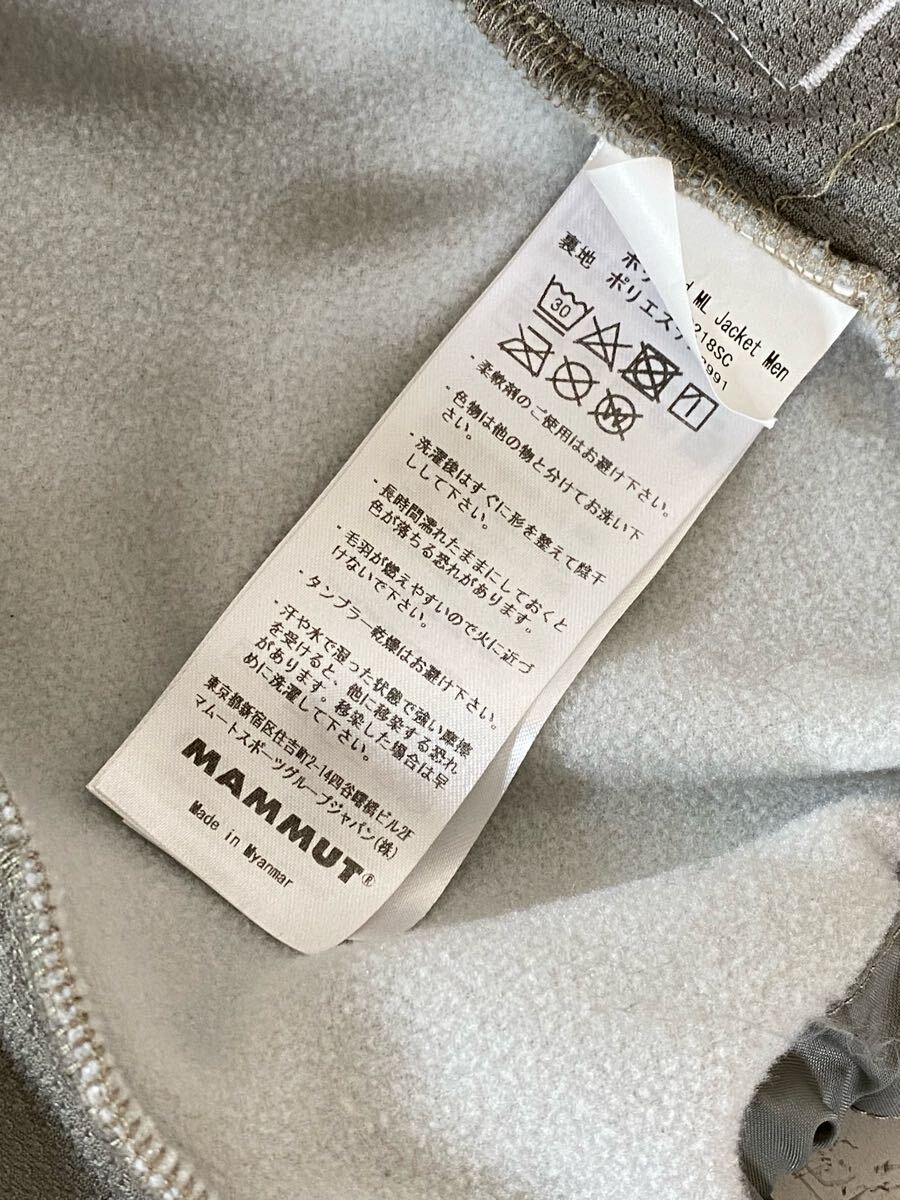 ML Jacket Men
218SC
991
裏地 ポリエステ
30
柔軟剤のご使用はお避け下さい。
・色物は他の物と分けてお洗い下
さい。
・洗濯後はすぐに形を整えて陰干
しして下さい。
・長時間濡れたままにしておくと
色が落ちる恐れがあります。
毛羽が燃えやすいので火に近づ
けないで下さい。
・タンブラー乾燥はお避け下さい。
・汗や水で湿った状態で強い摩擦
を受けると、他に移染する恐れ
があります。移染した場合は早
めに洗濯して下さい。
東京都新宿区住吉町2-14四谷曙橋ビル2F
マムートスポーツグループジャパン(株)
MAMMUT®
Made in Myanmar